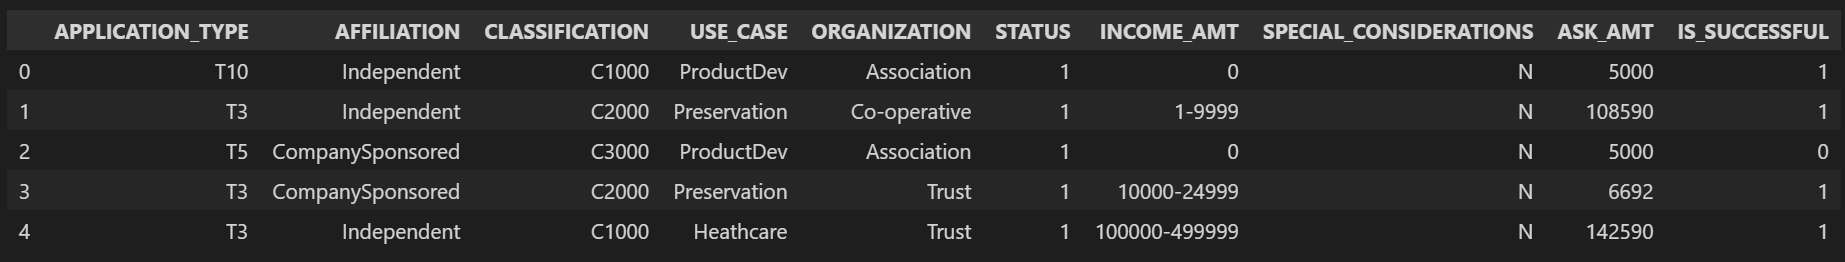 APPLICATION_TYPE AFFILIATION CLASSIFICATION USE_CASE ORGANIZATION STATUS INCOME_AMT SPECIAL_CONSIDERATIONS ASK_AMT IS_SUCCESSFUL
0 T10 Independent C1000 ProductDev Association 1 0 N 5000 1
1 T3 Independent C2000 Preservation Co-operative 1 1-9999 N 108590 1
2 T5 CompanySponsored C3000 ProductDev Association 1 0 N 5000 0
3 T3 CompanySponsored C2000 Preservation Trust 1 10000-24999 N 6692 1
4 T3 Independent C1000 Heathcare Trust 1 100000-499999 N 142590 1